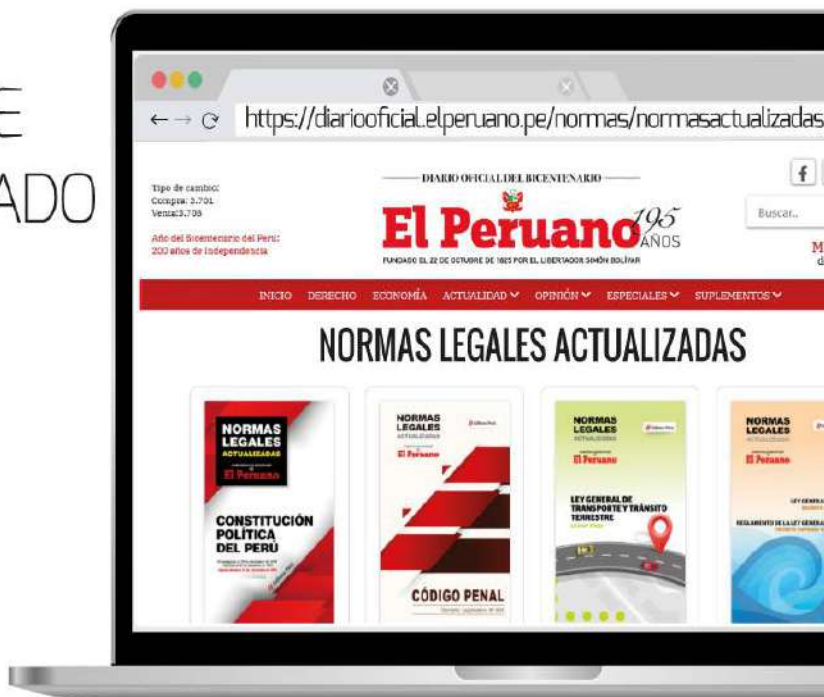 E
ADO
https://diariooficial.elperuano.pe/normas/normasactualizadas
Tipo de cambio:
Compra: 3.701
Venta:3.705
Año del Bicentenario del Perú:
200 años de Independencia
DIARIO OFICIAL DEL BICENTENARIO
El Peruano
195
AÑOS
FUNDADO EL 22 DE OCTUBRE DE 1825 POR EL LIBERTADOR SIMÓN BOLÍVAR
f
Buscar..
M
d
INICIO DERECHO ECONOMÍA ACTUALIDAD OPINIÓN ESPECIALES SUPLEMENTOS
NORMAS LEGALES ACTUALIZADAS
NORMAS
LEGALES
ACTUALIZADAS
El Peruano
CONSTITUCIÓN
POLÍTICA
DEL PERÚ
NORMAS
LEGALES
ACTUALIZADAS
El Peruano
CÓDIGO PENAL
NORMAS
LEGALES
ACTUALIZADAS
El Peruano
LEY GENERAL DE
TRANSPORTE Y TRÁNSITO
TERRESTRE
NORMAS
LEGALES
ACTUALIZADAS
El Peruano
LEY GENERA
REGLAMENTO DE LA LEY GENERA